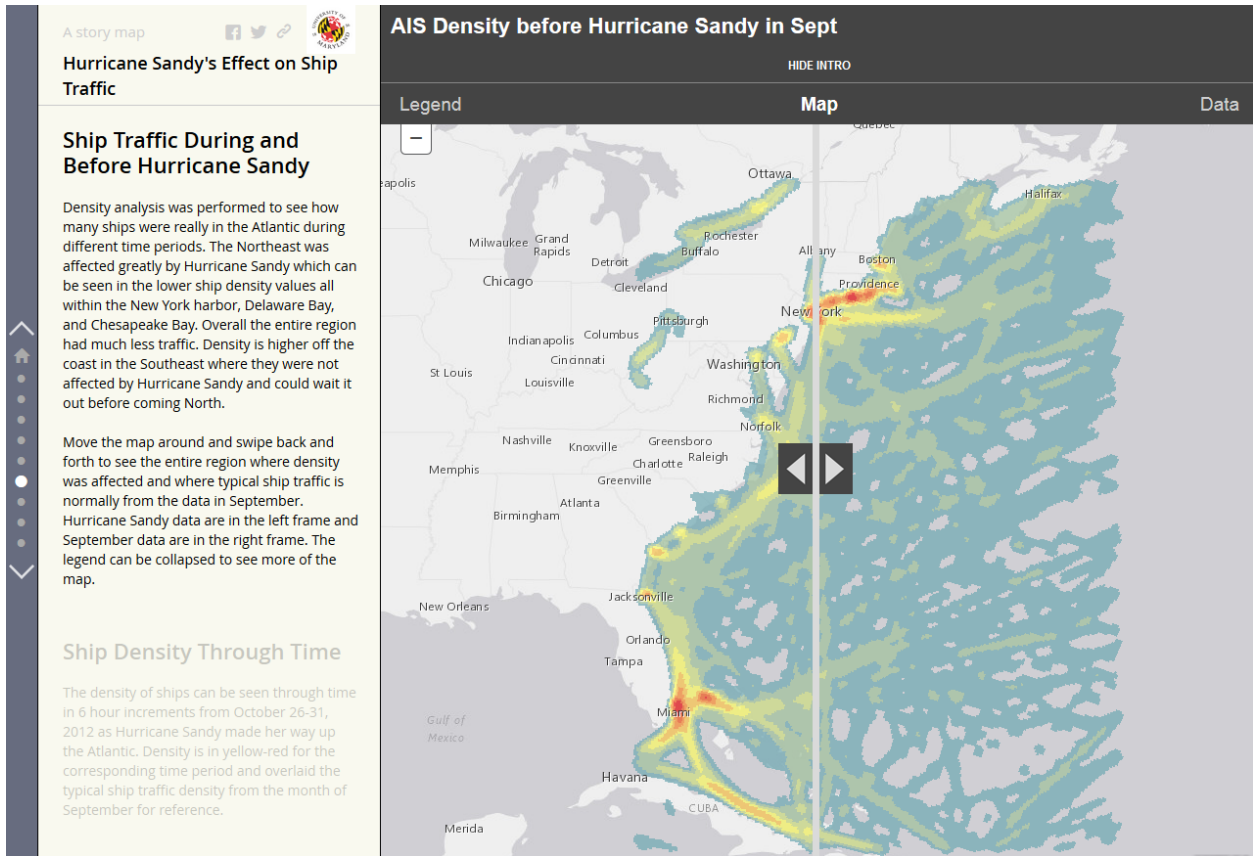 A story map
UNIVERSITY OF
MARYLAND
Hurricane Sandy's Effect on Ship
Traffic
Ship Traffic During and
Before Hurricane Sandy
Density analysis was performed to see how
many ships were really in the Atlantic during
different time periods. The Northeast was
affected greatly by Hurricane Sandy which can
be seen in the lower ship density values all
within the New York harbor, Delaware Bay,
and Chesapeake Bay. Overall the entire region
had much less traffic. Density is higher off the
coast in the Southeast where they were not
affected by Hurricane Sandy and could wait it
out before coming North.
Move the map around and swipe back and
forth to see the entire region where density
was affected and where typical ship traffic is
normally from the data in September.
Hurricane Sandy data are in the left frame and
September data are in the right frame. The
legend can be collapsed to see more of the
map.
Ship Density Through Time
The density of ships can be seen through time
in 6 hour increments from October 26-31,
2012 as Hurricane Sandy made her way up
the Atlantic. Density is in yellow-red for the
corresponding time period and overlaid the
typical ship traffic density from the month of
September for reference.
AIS Density before Hurricane Sandy in Sept
HIDE INTRO
Legend
Map
Data
Quebec
eapolis
Ottawa
Halifax
Milwaukee
Grand
Rapids
Rochester
Buffalo
Albany
Boston
Detroit
Chicago
Cleveland
Providence
New York
Pittsburgh
Indianapolis
Columbus
Cincinnati
Washington
St Louis
Louisville
Richmond
Norfolk
Nashville
Knoxville
Greensboro
Raleigh
Memphis
Charlotte
Greenville
Atlanta
Birmingham
Jacksonville
New Orleans
Orlando
Tampa
Miami
Gulf of
Mexico
Havana
CUBA
Merida